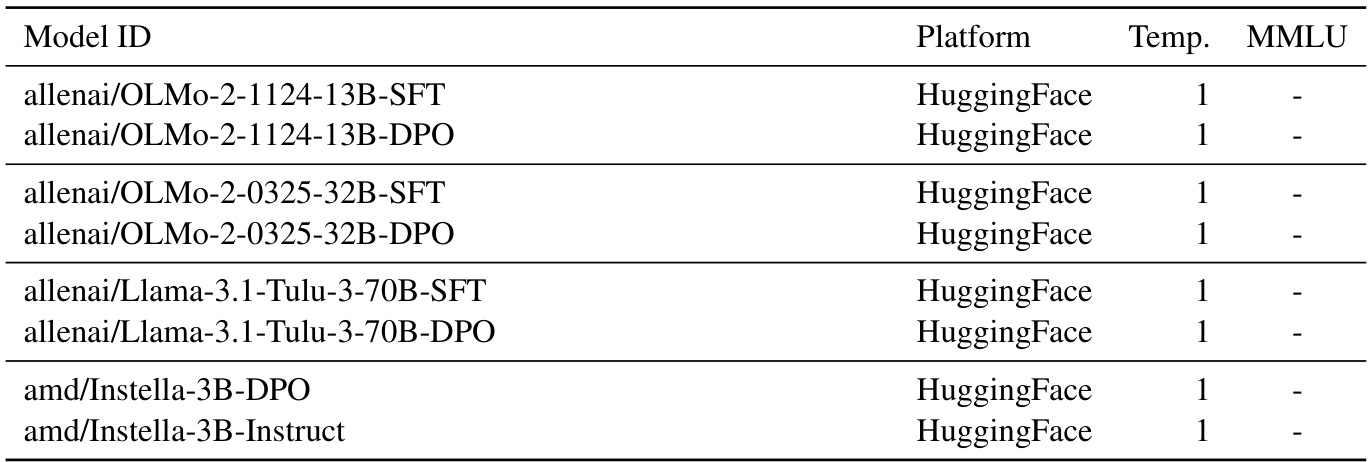 Model ID Platform Temp. MMLU
allenai/OLMo-2-1124-13B-SFT HuggingFace 1 -
allenai/OLMo-2-1124-13B-DPO HuggingFace 1 -
allenai/OLMo-2-0325-32B-SFT HuggingFace 1 -
allenai/OLMo-2-0325-32B-DPO HuggingFace 1 -
allenai/Llama-3.1-Tulu-3-70B-SFT HuggingFace 1 -
allenai/Llama-3.1-Tulu-3-70B-DPO HuggingFace 1 -
amd/Instella-3B-DPO HuggingFace 1 -
amd/Instella-3B-Instruct HuggingFace 1 -